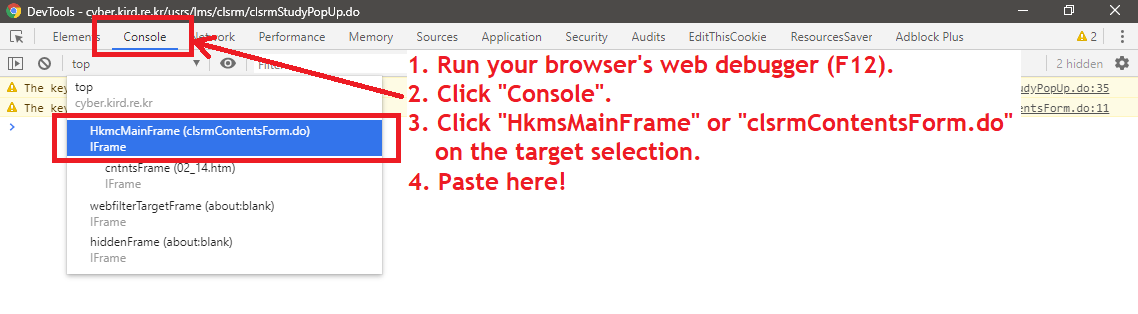 DevTools - cyber.kird.re.kr/usrs/lms/clsrm/clsrmStudyPopUp.do
Elements Console Network Performance Memory Sources Application Security Audits EditThisCookie ResourcesSaver Adblock Plus 2
top Filter 2 hidden
The key udyPopUp.do:35
The key entsForm.do:11
top
cyber.kird.re.kr
HkmcMainFrame (clsrmContentsForm.do)
IFrame
cntntsFrame (02_14.htm)
IFrame
webfilterTargetFrame (about:blank)
IFrame
hiddenFrame (about:blank)
IFrame
1. Run your browser's web debugger (F12).
2. Click "Console".
3. Click "HkmsMainFrame" or "clsrmContentsForm.do"
on the target selection.
4. Paste here!